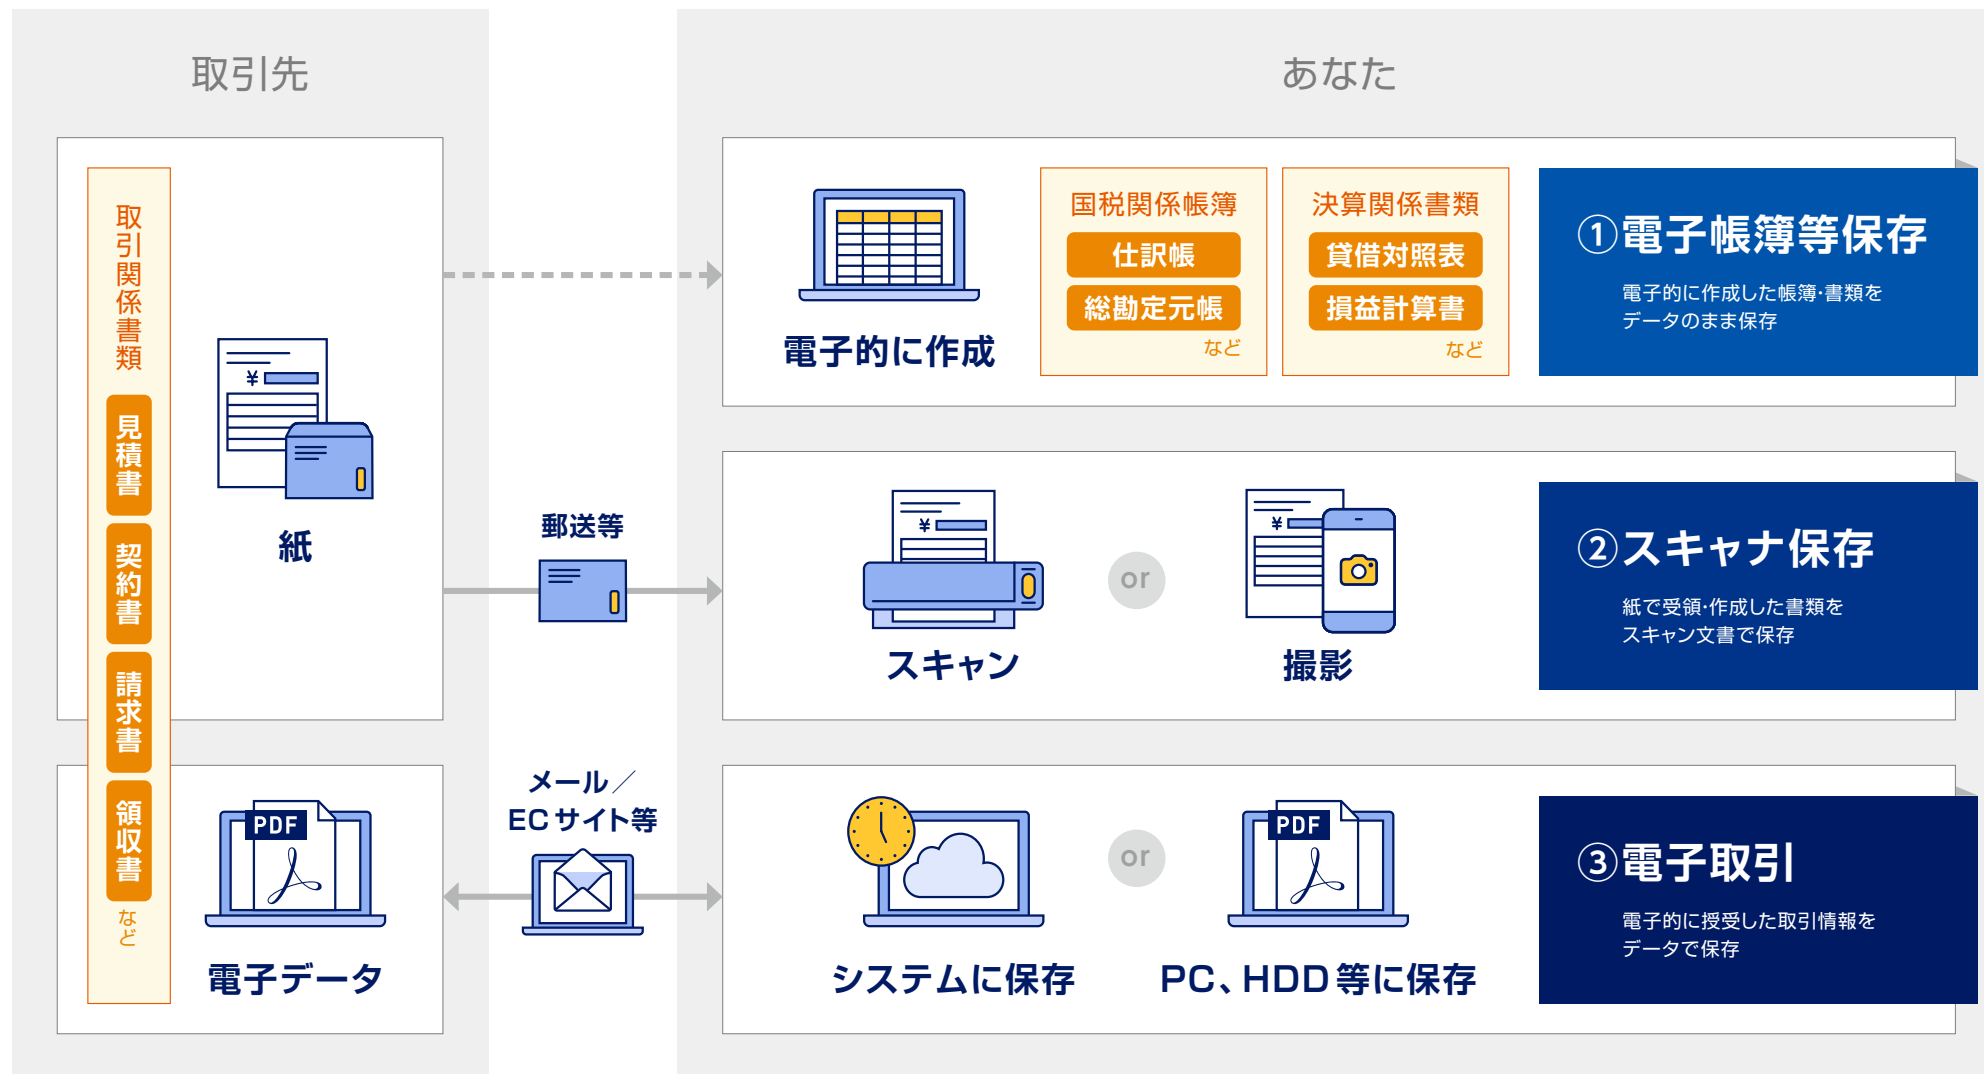 取引先
取引関係書類
見積書
契約書
請求書
領収書
など
¥
紙
PDF
電子データ
郵送等
メール／
ECサイト等
あなた
電子的に作成
国税関係帳簿
仕訳帳
総勘定元帳
など
決算関係書類
貸借対照表
損益計算書
など
①電子帳簿等保存
電子的に作成した帳簿・書類を
データのまま保存
¥
スキャン
or
¥
撮影
②スキャナ保存
紙で受領・作成した書類を
スキャン文書で保存
システムに保存
or
PDF
PC、HDD等に保存
③電子取引
電子的に授受した取引情報を
データで保存